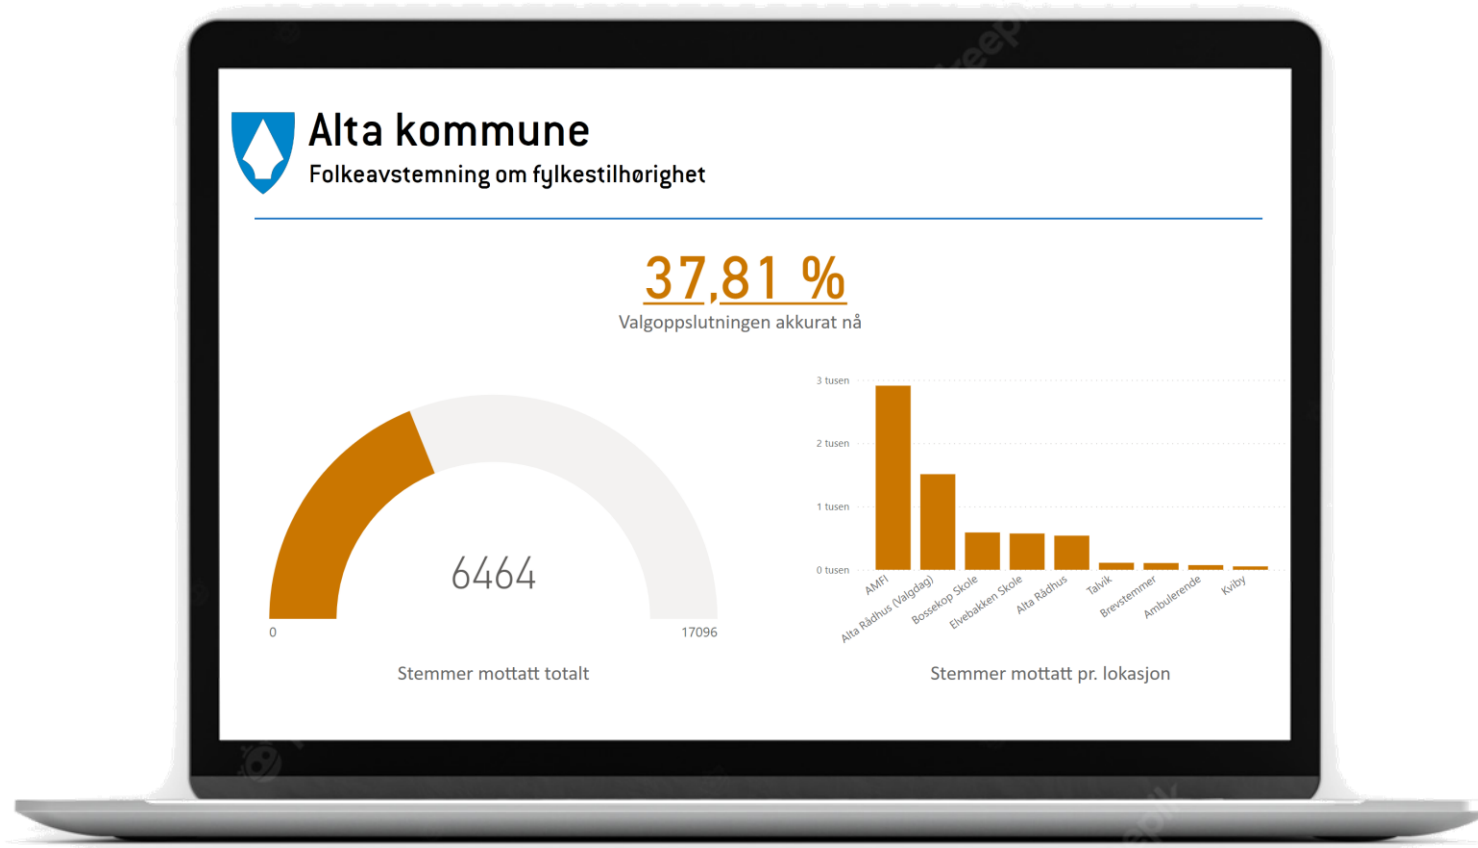 Alta kommune
Folkeavstemning om fylkestilhørighet
37,81 %
Valgoppslutningen akkurat nå
6464
0
17096
Stemmer mottatt totalt
3 tusen
2 tusen
1 tusen
0 tusen
AMFI
Alta Rådhus (Valgdag)
Bossekop Skole
Elvebakken Skole
Alta Rådhus
Talvik
Brevstemmer
Ambulerende
Kviby
Stemmer mottatt pr. lokasjon